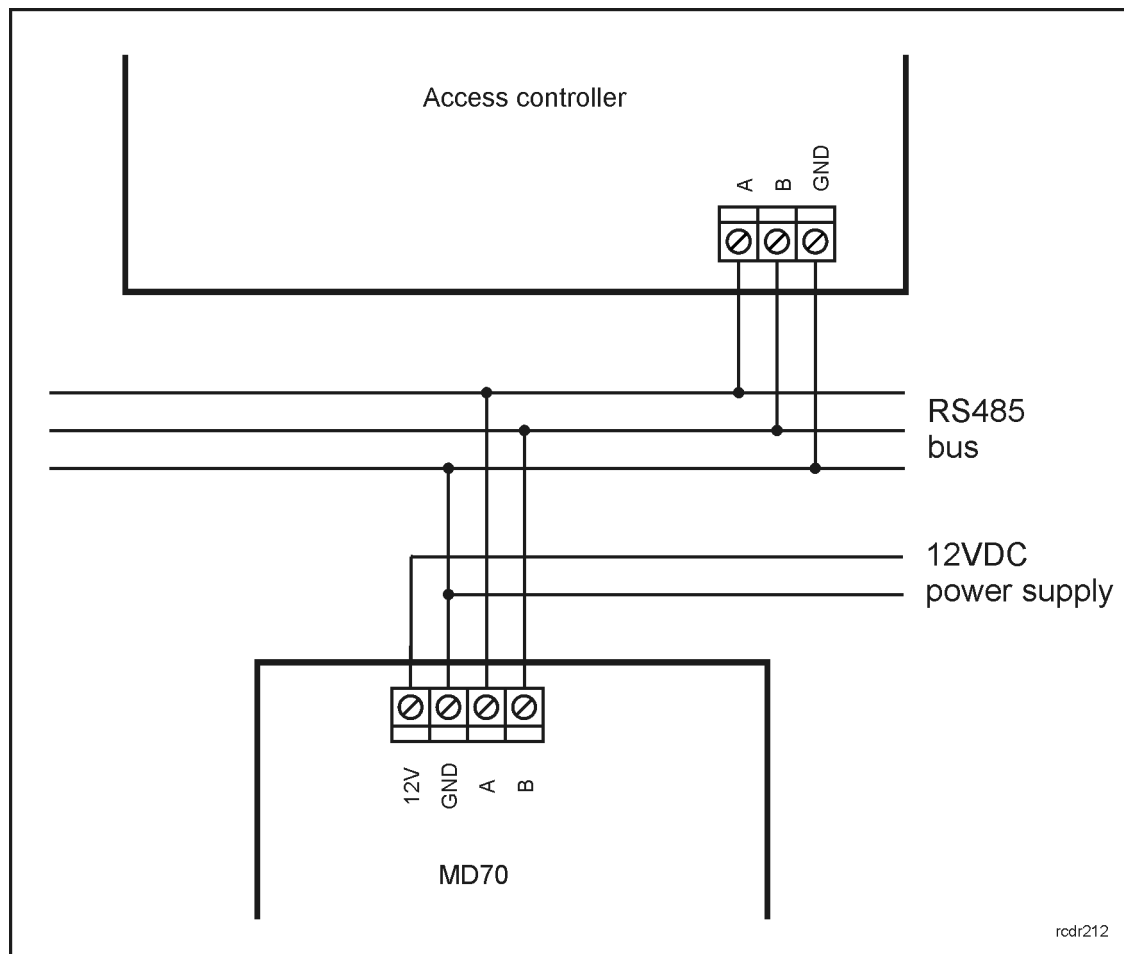 Access controller
A
B
GND
RS485
bus
12VDC
power supply
12V
GND
A
B
MD70
rcdr212